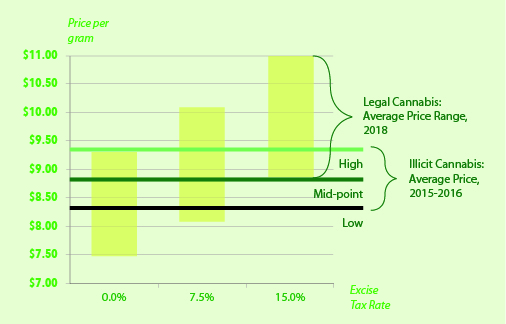 Price per
gram
$11.00
$10.50
$10.00
$9.50
$9.00
$8.50
$8.00
$7.50
$7.00
Legal Cannabis:
Average Price Range,
2018
High
Mid-point
Low
Illicit Cannabis:
Average Price,
2015-2016
0.0%
7.5%
15.0%
Excise
Tax Rate